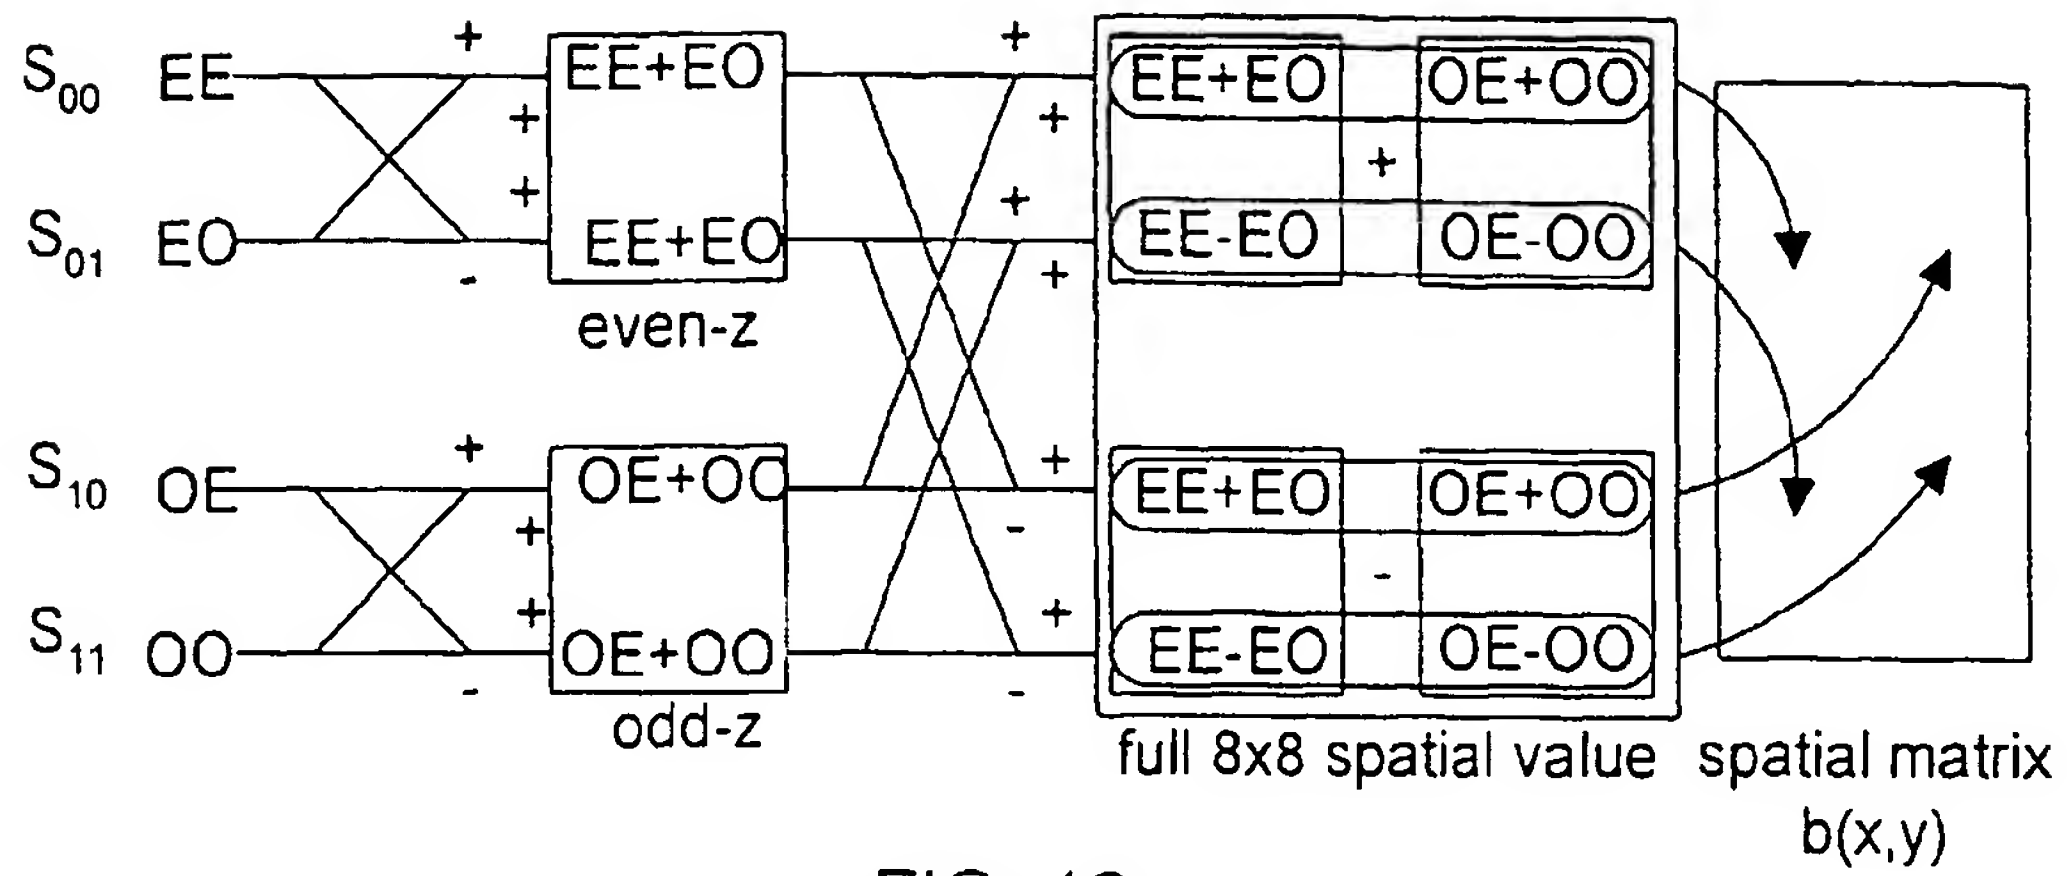 S00 EE + EE+EO + EE+EO OE+OO
+ +
+ + +
S01 EO EE+EO EE-EO OE-OO
- +
even-z
S10 OE + OE+OO + EE+EO OE+OO
+ - -
+ +
S11 OO OE+OO EE-EO OE-OO
- -
odd-z
full 8x8 spatial value spatial matrix
b(x,y)